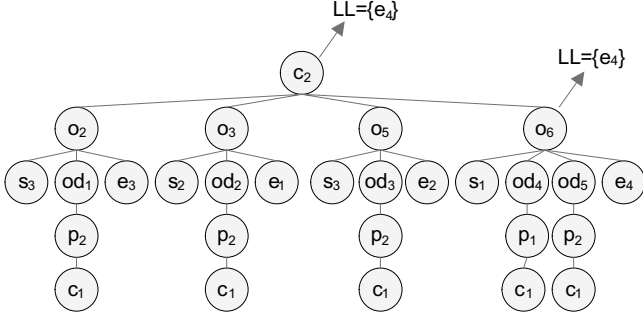 LL={e₄}
LL={e₄}
c₂
o₂ o₃ o₅ o₆
s₃ od₁ e₃ s₂ od₂ e₁ s₃ od₃ e₂ s₁ od₄ od₅ e₄
p₂ p₂ p₂ p₁ p₂
c₁ c₁ c₁ c₁ c₁